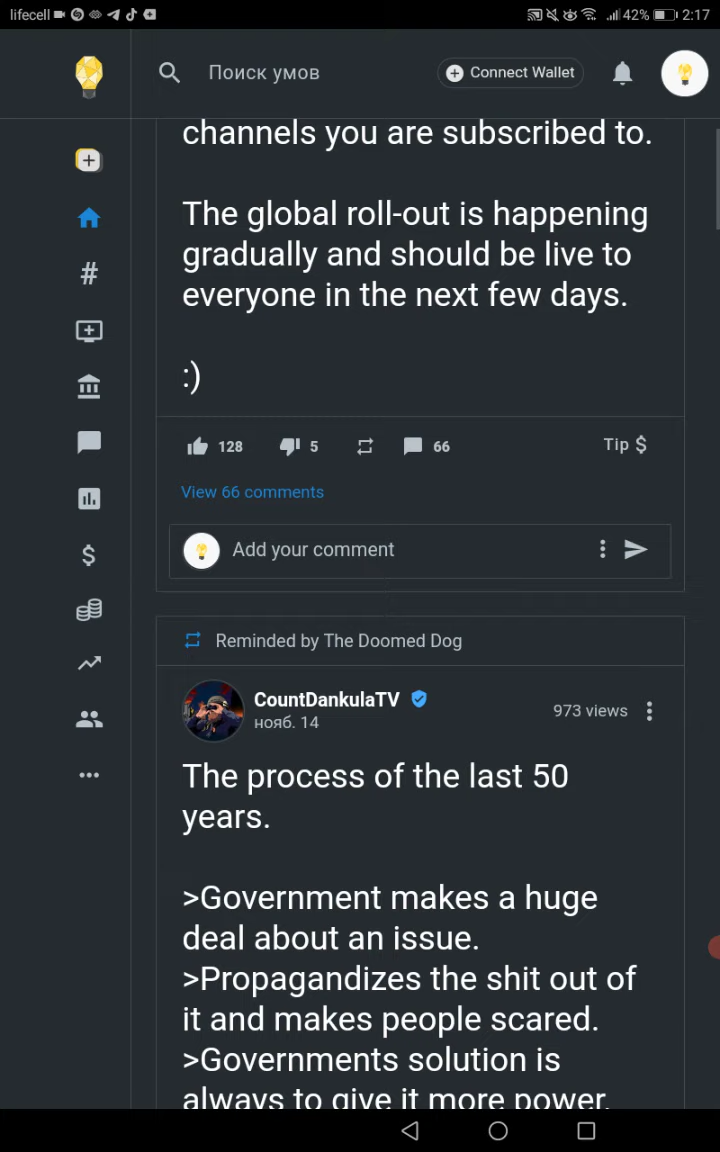 lifecell 42% 2:17
Поиск умов
Connect Wallet
channels you are subscribed to.
The global roll-out is happening
gradually and should be live to
everyone in the next few days.
:)
128 5 66 Tip $
View 66 comments
Add your comment
Reminded by The Doomed Dog
CountDankulaTV
973 views
нояб. 14
The process of the last 50
years.
>Government makes a huge
deal about an issue.
>Propagandizes the shit out of
it and makes people scared.
>Governments solution is
always to give it more power.